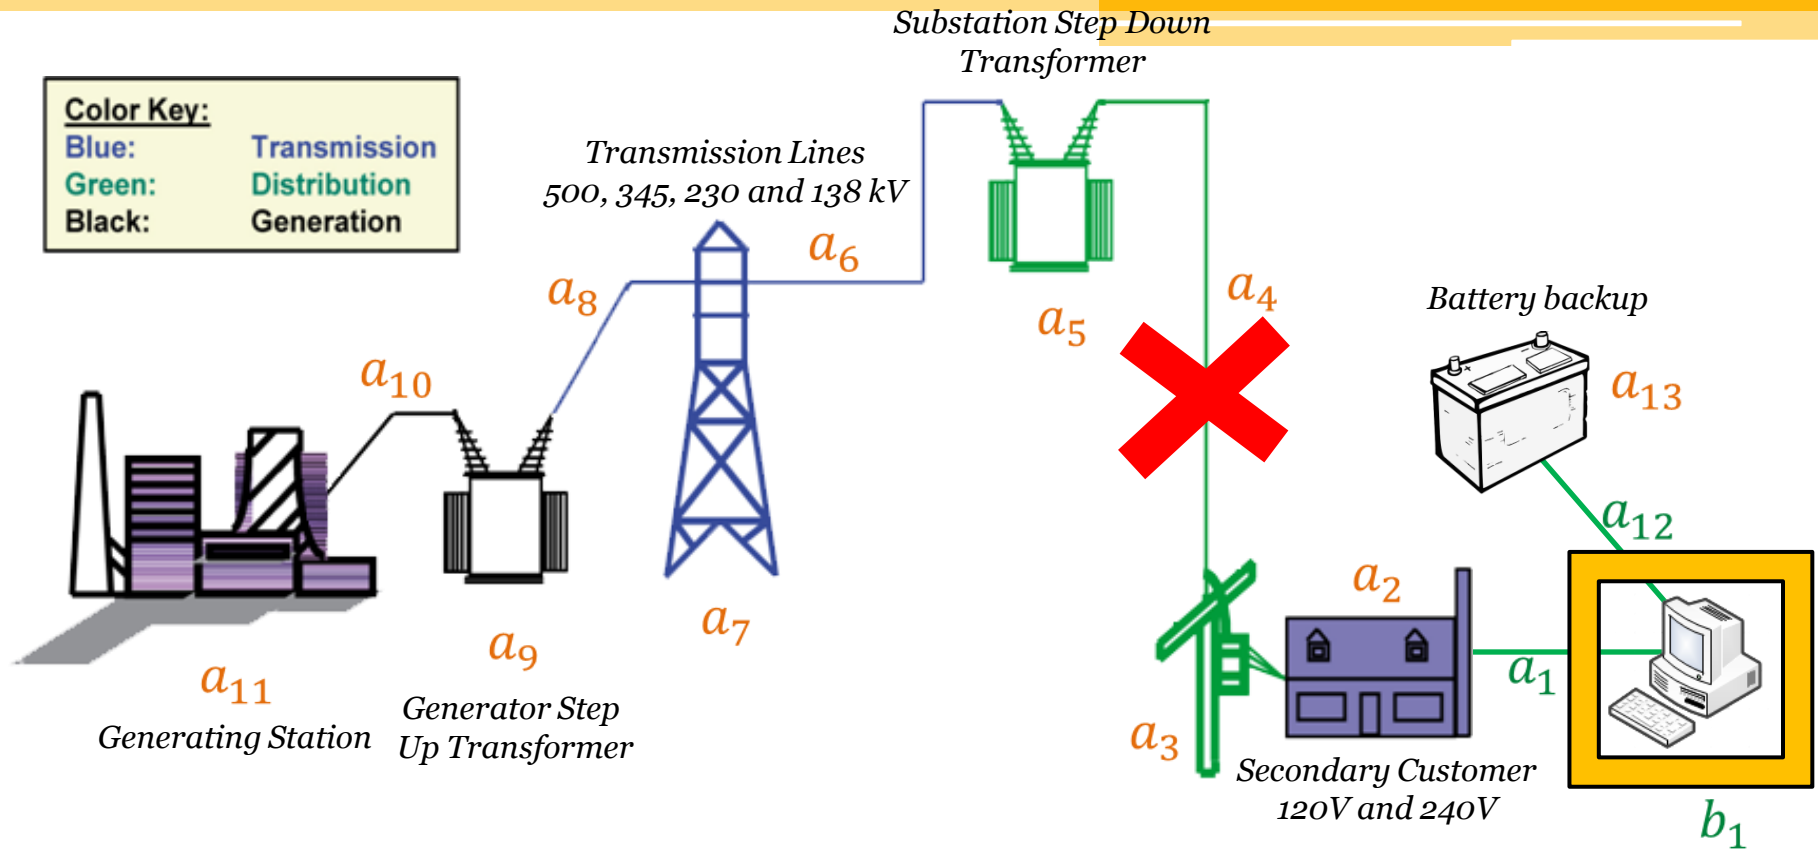 Substation Step Down
Transformer
Color Key:
Blue: Transmission
Green: Distribution
Black: Generation
Transmission Lines
500, 345, 230 and 138 kV
a6
a8
a5
a4
Battery backup
a13
a10
a12
a2
a7
a9
a11
a1
a3
Generating Station
Generator Step
Up Transformer
Secondary Customer
120V and 240V
b1